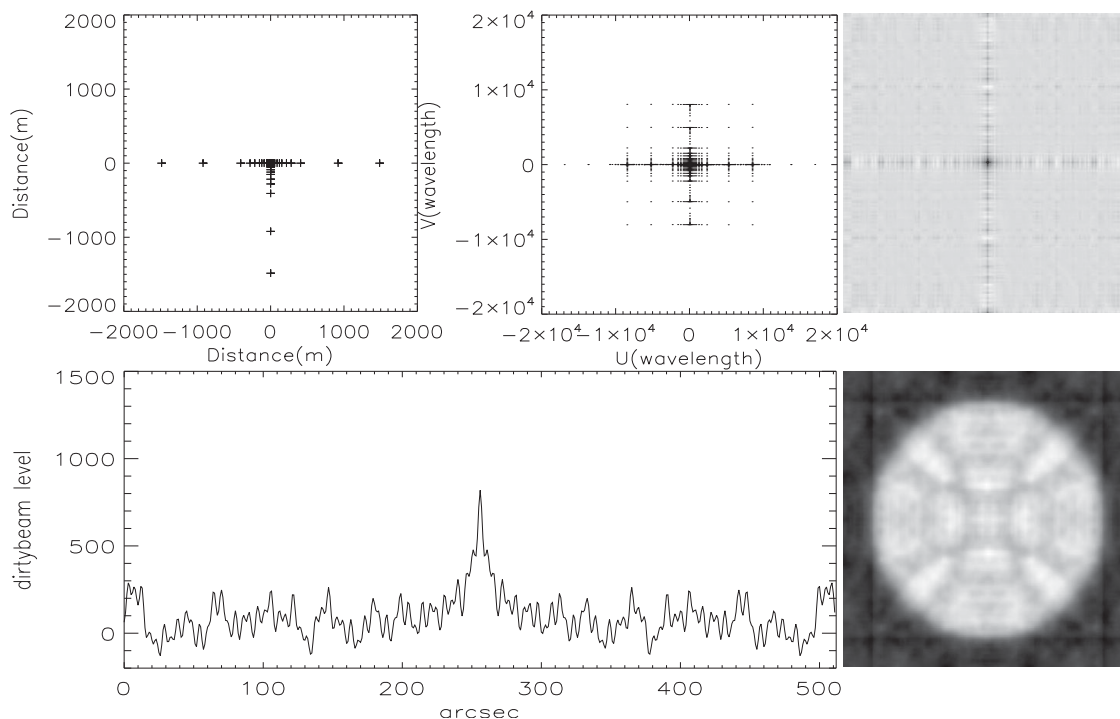 2000
1000
0
−1000
−2000
Distance(m)
−2000 −1000 0 1000 2000
Distance(m)
2×10⁴
1×10⁴
0
−1×10⁴
−2×10⁴
V(wavelength)
−2×10⁴ −1×10⁴ 0 1×10⁴ 2×10⁴
U(wavelength)
1500
1000
500
0
dirtybeam level
0 100 200 300 400 500
arcsec